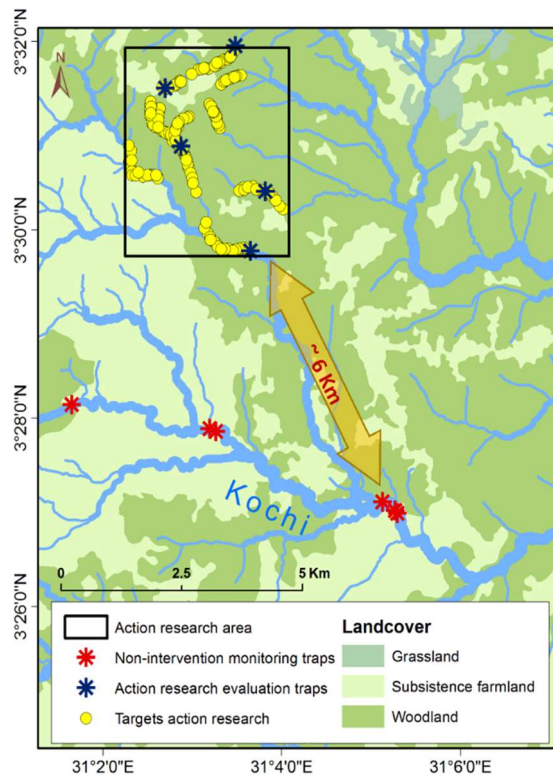 3°32'0"N
N
3°30'0"N
~ 6 Km
3°28'0"N
Kochi
0 2.5 5 Km
3°26'0"N
Action research area
Non-intervention monitoring traps
Action research evaluation traps
Targets action research
Landcover
Grassland
Subsistence farmland
Woodland
31°2'0"E 31°4'0"E 31°6'0"E